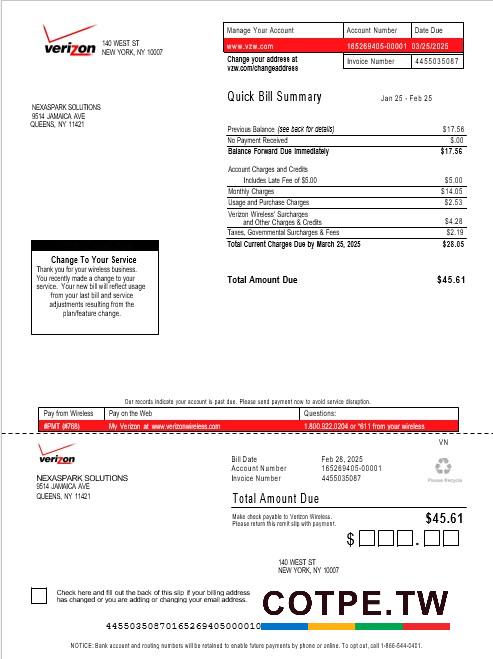 verizon
140 WEST ST
NEW YORK, NY 10007
Manage Your Account Account Number Date Due
www.vzw.com 165269405-00001 03/25/2025
Change your address at
vzw.com/changeaddress
Invoice Number 4455035087
Quick Bill Summary Jan 25 - Feb 25
NEXASPARK SOLUTIONS
9514 JAMAICA AVE
QUEENS, NY 11421
Previous Balance (see back for details) $17.56
No Payment Received $.00
Balance Forward Due Immediately $17.56
Account Charges and Credits
Includes Late Fee of $5.00 $5.00
Monthly Charges $14.05
Usage and Purchase Charges $2.53
Verizon Wireless' Surcharges
and Other Charges & Credits $4.28
Taxes, Governmental Surcharges & Fees $2.19
Total Current Charges Due by March 25, 2025 $28.05
Total Amount Due $45.61
Change To Your Service
Thank you for your wireless business.
You recently made a change to your
service. Your new bill will reflect usage
from your last bill and service
adjustments resulting from the
plan/feature change.
Our records indicate your account is past due. Please send payment now to avoid service disruption.
Pay from Wireless Pay on the Web Questions:
#PMT (#768) My Verizon at www.verizonwireless.com 1.800.922.0204 or *611 from your wireless
VN
verizon
NEXASPARK SOLUTIONS
9514 JAMAICA AVE
QUEENS, NY 11421
Bill Date Feb 28, 2025
Account Number 165269405-00001
Invoice Number 4455035087
Please Recycle
Total Amount Due
Make check payable to Verizon Wireless.
Please return this remit slip with payment.
$45.61
$ .
140 WEST ST
NEW YORK, NY 10007
Check here and fill out the back of this slip if your billing address
has changed or you are adding or changing your email address.
COTPE.TW
4455035087016526940500001 0
NOTICE: Bank account and routing numbers will be retained to enable future payments by phone or online. To opt out, call 1-866-544-0401.